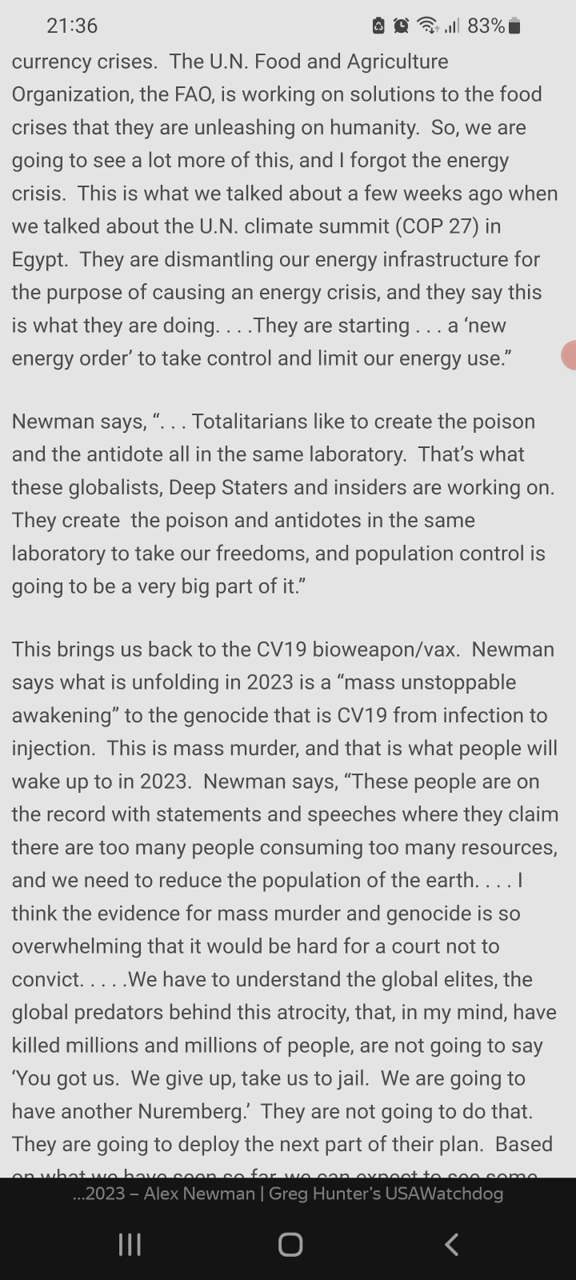 21:36
83%
currency crises.  The U.N. Food and Agriculture
Organization, the FAO, is working on solutions to the food
crises that they are unleashing on humanity.  So, we are
going to see a lot more of this, and I forgot the energy
crisis.  This is what we talked about a few weeks ago when
we talked about the U.N. climate summit (COP 27) in
Egypt.  They are dismantling our energy infrastructure for
the purpose of causing an energy crisis, and they say this
is what they are doing. . . .They are starting . . . a ‘new
energy order’ to take control and limit our energy use.”
Newman says, “. . . Totalitarians like to create the poison
and the antidote all in the same laboratory.  That’s what
these globalists, Deep Staters and insiders are working on.
They create  the poison and antidotes in the same
laboratory to take our freedoms, and population control is
going to be a very big part of it.”
This brings us back to the CV19 bioweapon/vax.  Newman
says what is unfolding in 2023 is a “mass unstoppable
awakening” to the genocide that is CV19 from infection to
injection.  This is mass murder, and that is what people will
wake up to in 2023.  Newman says, “These people are on
the record with statements and speeches where they claim
there are too many people consuming too many resources,
and we need to reduce the population of the earth. . . . I
think the evidence for mass murder and genocide is so
overwhelming that it would be hard for a court not to
convict. . . . .We have to understand the global elites, the
global predators behind this atrocity, that, in my mind, have
killed millions and millions of people, are not going to say
‘You got us.  We give up, take us to jail.  We are going to
have another Nuremberg.’  They are not going to do that.
They are going to deploy the next part of their plan.  Based
on what we have seen so far, we can expect to see some
...2023 – Alex Newman | Greg Hunter’s USAWatchdog